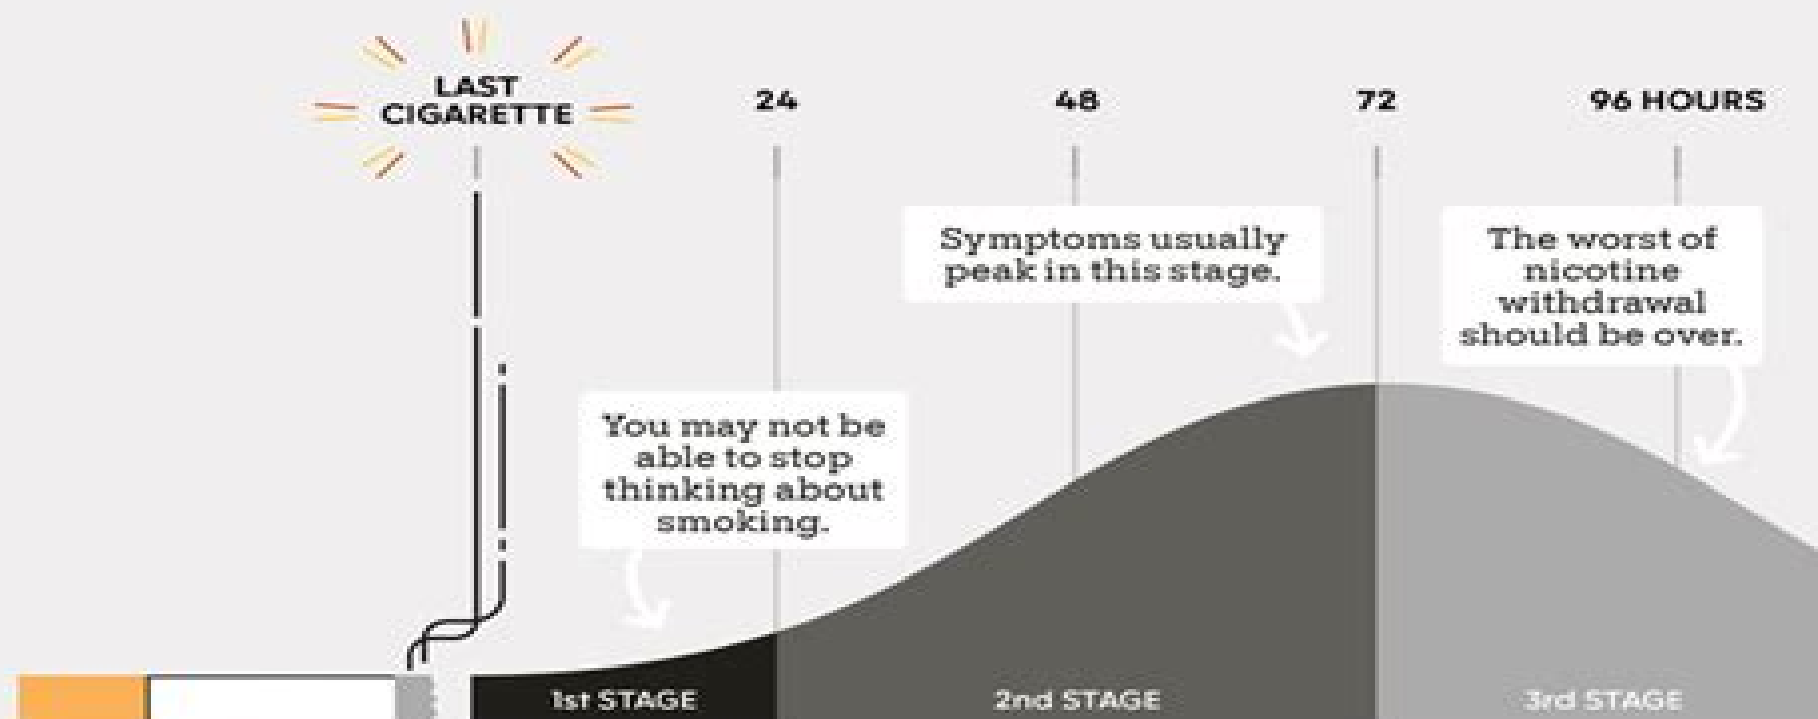 LAST
CIGARETTE
24
48
72
96 HOURS
Symptoms usually
peak in this stage.
The worst of
nicotine
withdrawal
should be over.
You may not be
able to stop
thinking about
smoking.
1st STAGE
2nd STAGE
3rd STAGE